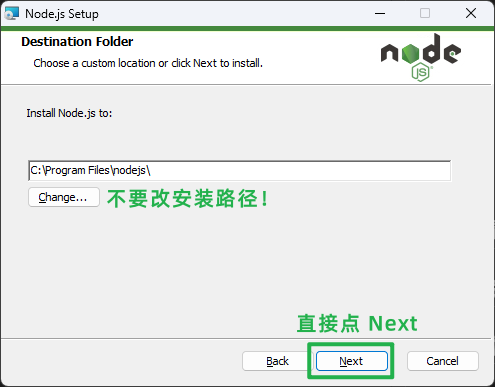 Node.js Setup
Destination Folder
Choose a custom location or click Next to install.
node
JS
Install Node.js to:
C:\Program Files\nodejs\
Change...
不要改安装路径！
直接点 Next
Back
Next
Cancel